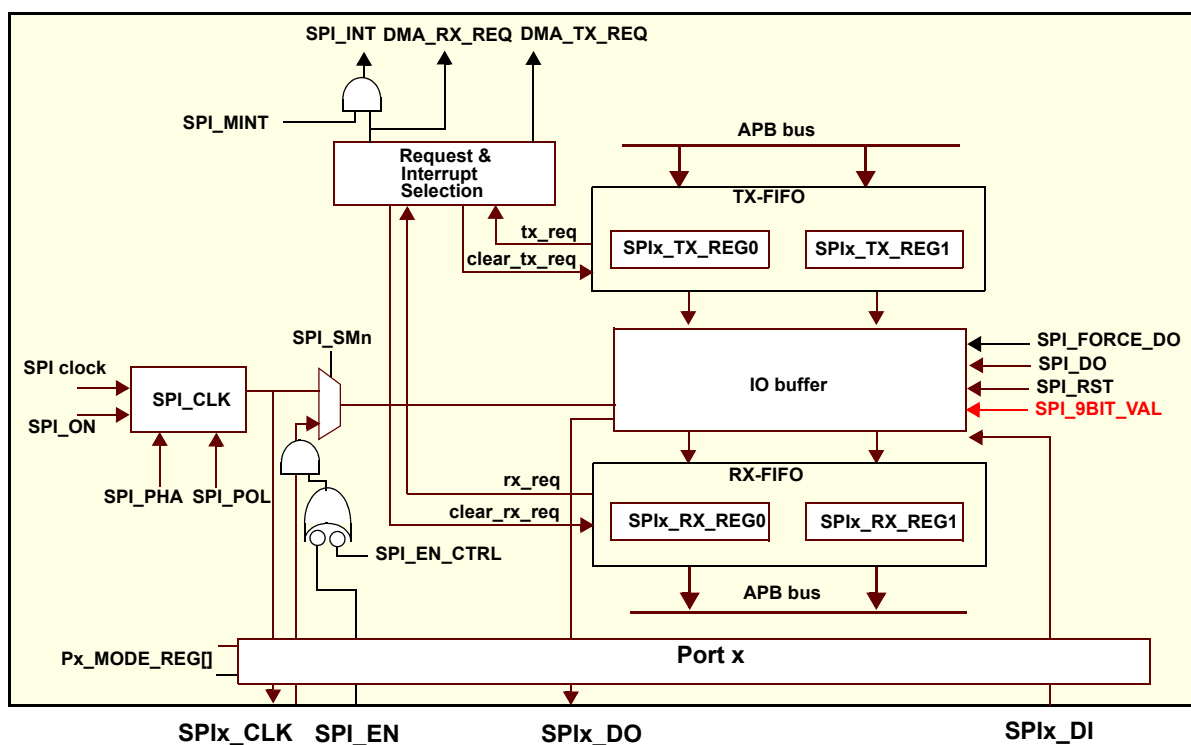 SPI_INT DMA_RX_REQ DMA_TX_REQ
SPI_MINT
APB bus
Request &
Interrupt
Selection
TX-FIFO
tx_req
SPIx_TX_REG0
SPIx_TX_REG1
clear_tx_req
SPI_SMn
SPI_FORCE_DO
SPI clock
SPI_DO
SPI_CLK
IO buffer
SPI_RST
SPI_9BIT_VAL
SPI_ON
RX-FIFO
rx_req
SPI_PHA
SPI_POL
clear_rx_req
SPIx_RX_REG0
SPIx_RX_REG1
SPI_EN_CTRL
APB bus
Px_MODE_REG[]
Port x
SPIx_CLK SPI_EN SPIx_DO SPIx_DI